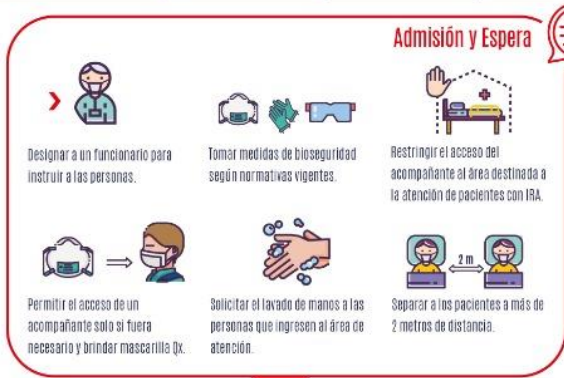 Admisión y Espera
Designar a un funcionario para
instruir a las personas.
Tomar medidas de bioseguridad
según normativas vigentes.
Restringir el acceso del
acompañante al área destinada a
la atención de pacientes con IRA.
Permitir el acceso de un
acompañante solo si fuera
necesario y brindar mascarilla Qx.
Solicitar el lavado de manos a las
personas que ingresen al área de
atención.
2 m
Separar a los pacientes a más de
2 metros de distancia.